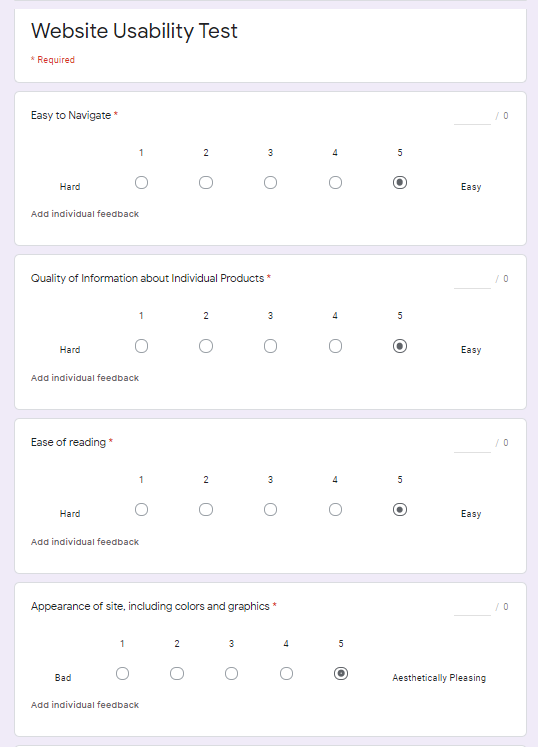 Website Usability Test
* Required
Easy to Navigate *
/ 0
1 2 3 4 5
Hard Easy
Add individual feedback
Quality of Information about Individual Products *
/ 0
1 2 3 4 5
Hard Easy
Add individual feedback
Ease of reading *
/ 0
1 2 3 4 5
Hard Easy
Add individual feedback
Appearance of site, including colors and graphics *
/ 0
1 2 3 4 5
Bad Aesthetically Pleasing
Add individual feedback